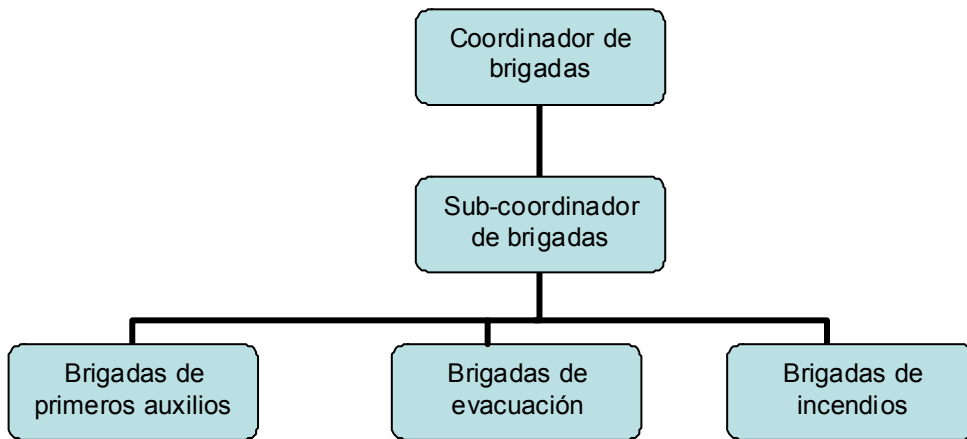 Coordinador de
brigadas
Sub-coordinador
de brigadas
Brigadas de
primeros auxilios
Brigadas de
evacuación
Brigadas de
incendios